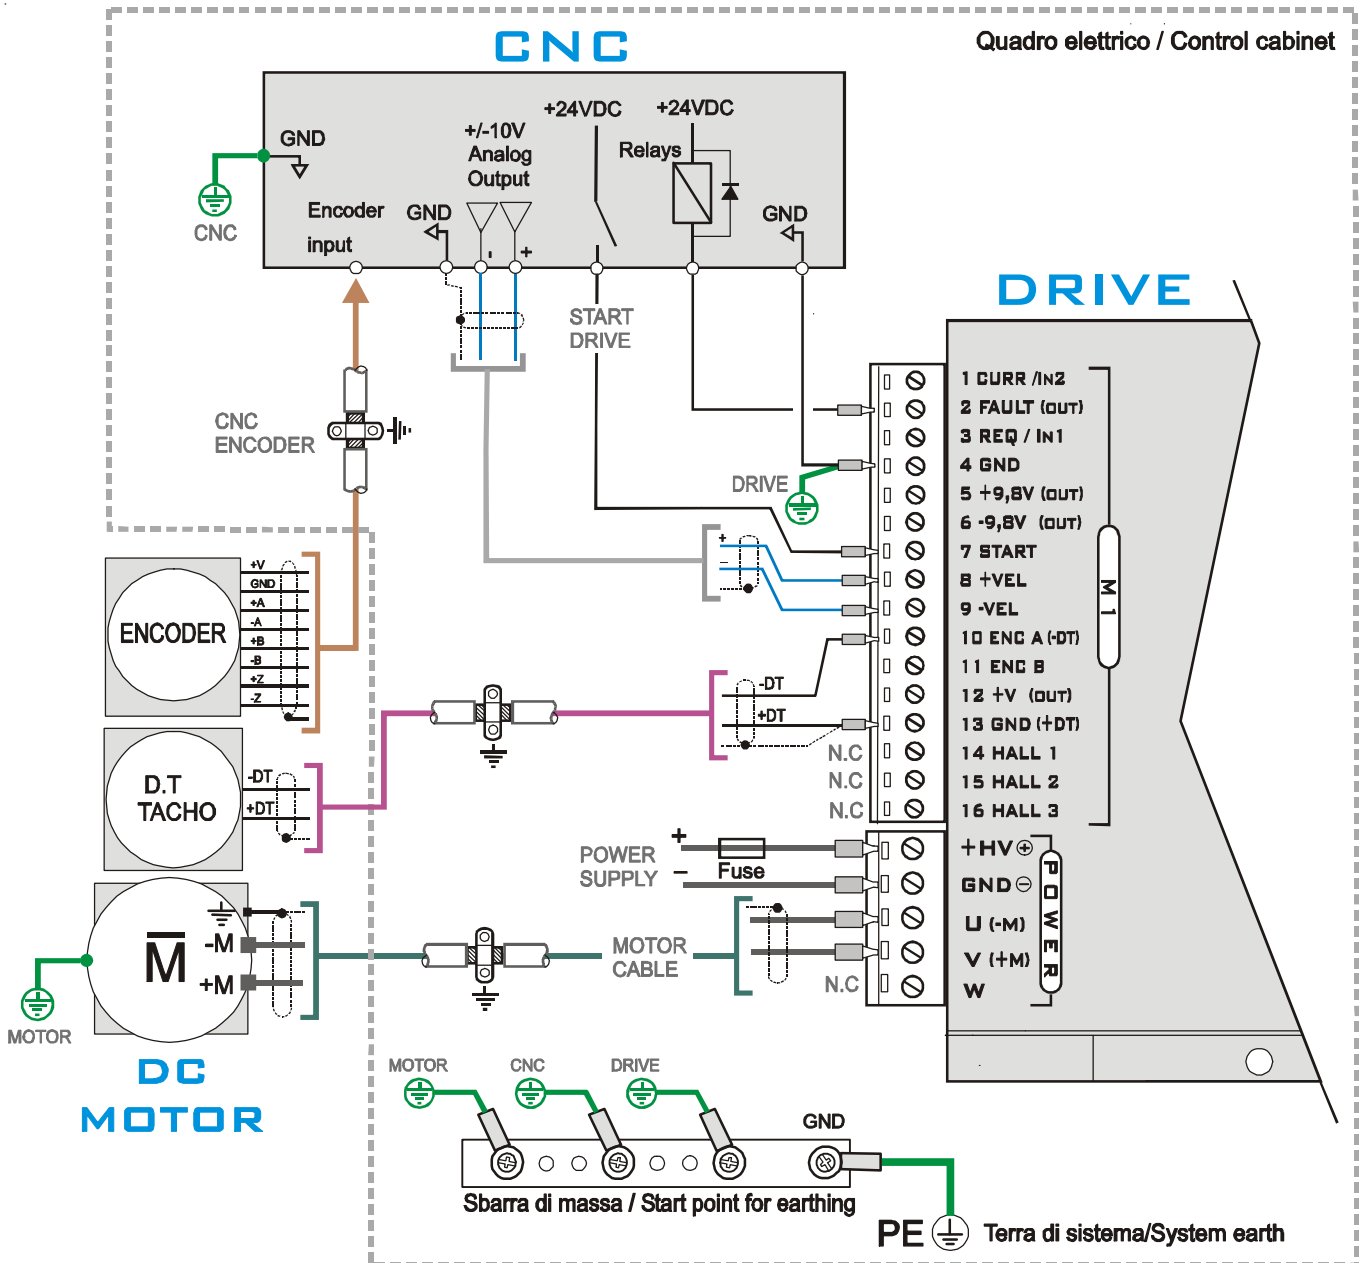 CNC
Quadro elettrico / Control cabinet
+24VDC
+24VDC
GND
+/-10V
Analog
Output
Relays
Encoder
input
GND
GND
CNC
-
+
DRIVE
START
DRIVE
CNC
ENCODER
DRIVE
1 CURR /IN2
2 FAULT (OUT)
3 REQ / IN1
4 GND
5 +9,8V (OUT)
6 -9,8V (OUT)
7 START
8 +VEL
9 -VEL
10 ENC A (-DT)
11 ENC B
12 +V (OUT)
13 GND (+DT)
14 HALL 1
15 HALL 2
16 HALL 3
M 1
+
−
ENCODER
+V
GND
+A
-A
+B
-B
+Z
-Z
-DT
+DT
N.C
N.C
N.C
D.T
TACHO
-DT
+DT
POWER
SUPPLY
+
−
Fuse
+HV +
GND −
U (-M)
V (+M)
W
POWER
M
-M
+M
MOTOR
CABLE
N.C
MOTOR
DC
MOTOR
MOTOR
CNC
DRIVE
GND
Sbarra di massa / Start point for earthing
PE
Terra di sistema/System earth